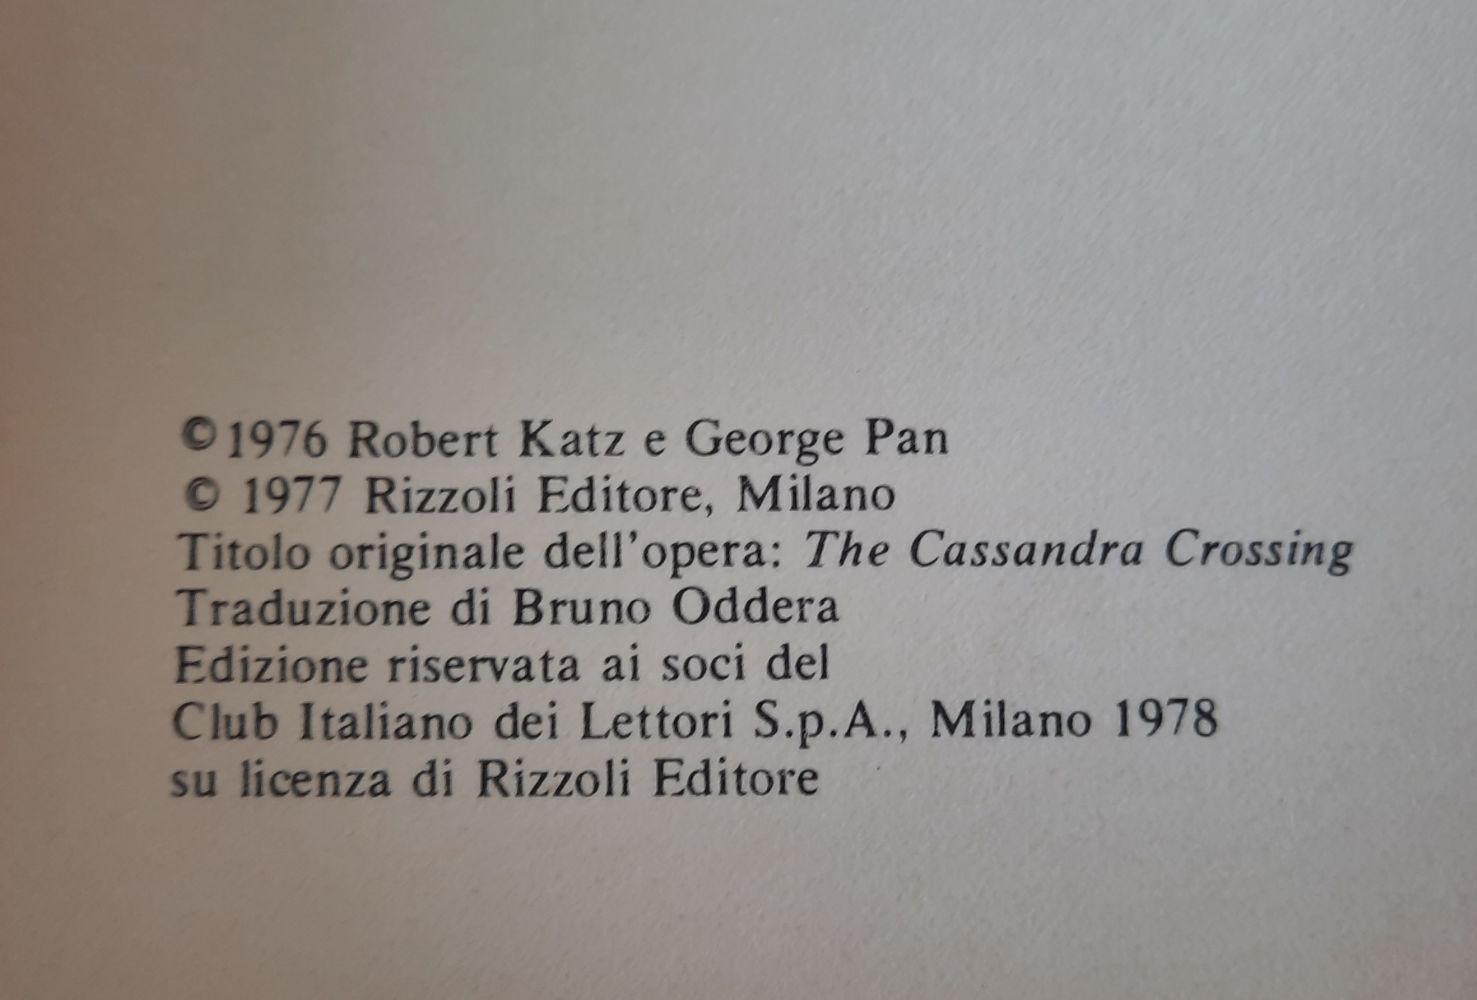 © 1976 Robert Katz e George Pan
© 1977 Rizzoli Editore, Milano
Titolo originale dell'opera: The Cassandra Crossing
Traduzione di Bruno Oddera
Edizione riservata ai soci del
Club Italiano dei Lettori S.p.A., Milano 1978
su licenza di Rizzoli Editore